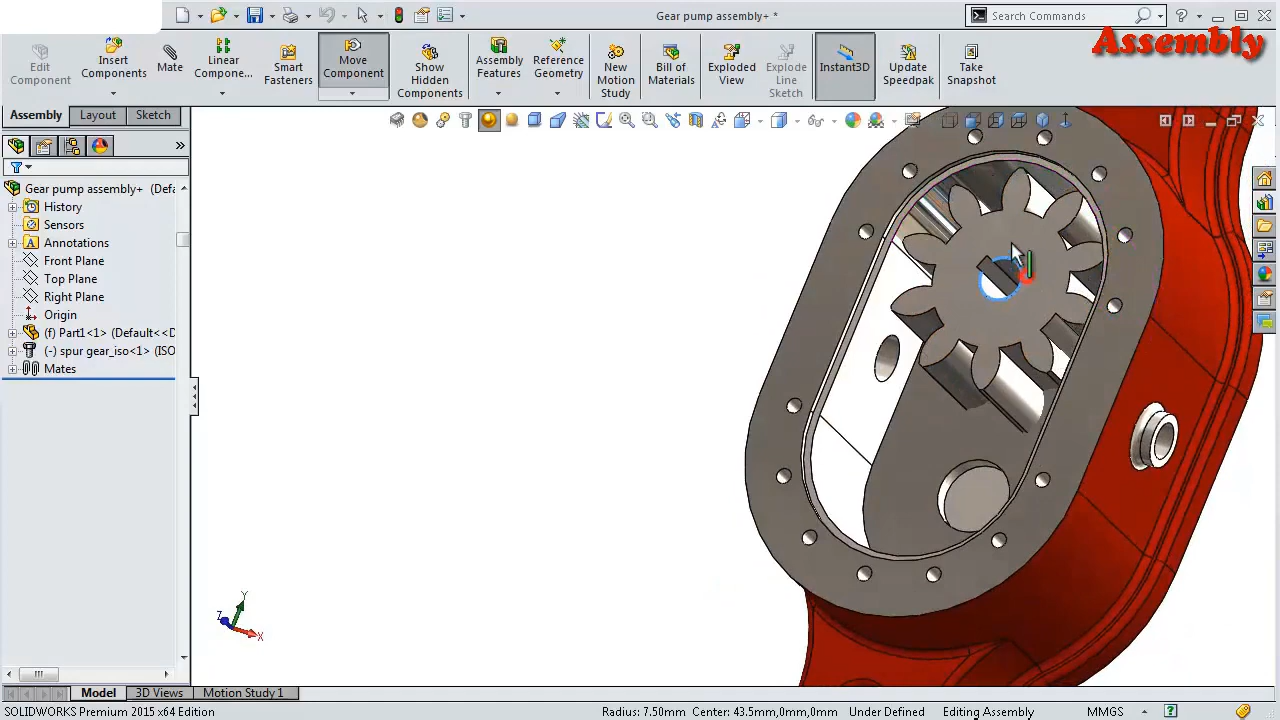 Gear pump assembly+ *
Search Commands
Assembly
Edit Component
Insert Components
Mate
Linear Compone...
Smart Fasteners
Move Component
Show Hidden Components
Assembly Features
Reference Geometry
New Motion Study
Bill of Materials
Exploded View
Explode Line Sketch
Instant3D
Update Speedpak
Take Snapshot
Assembly Layout Sketch
Gear pump assembly+ (Defa
History
Sensors
Annotations
Front Plane
Top Plane
Right Plane
Origin
(f) Part1<1> (Default<<D
(-) spur gear_iso<1> (ISO
Mates
Y
Z
X
Model 3D Views Motion Study 1
SOLIDWORKS Premium 2015 x64 Edition Radius: 7.50mm Center: 43.5mm,0mm,0mm Under Defined Editing Assembly MMGS